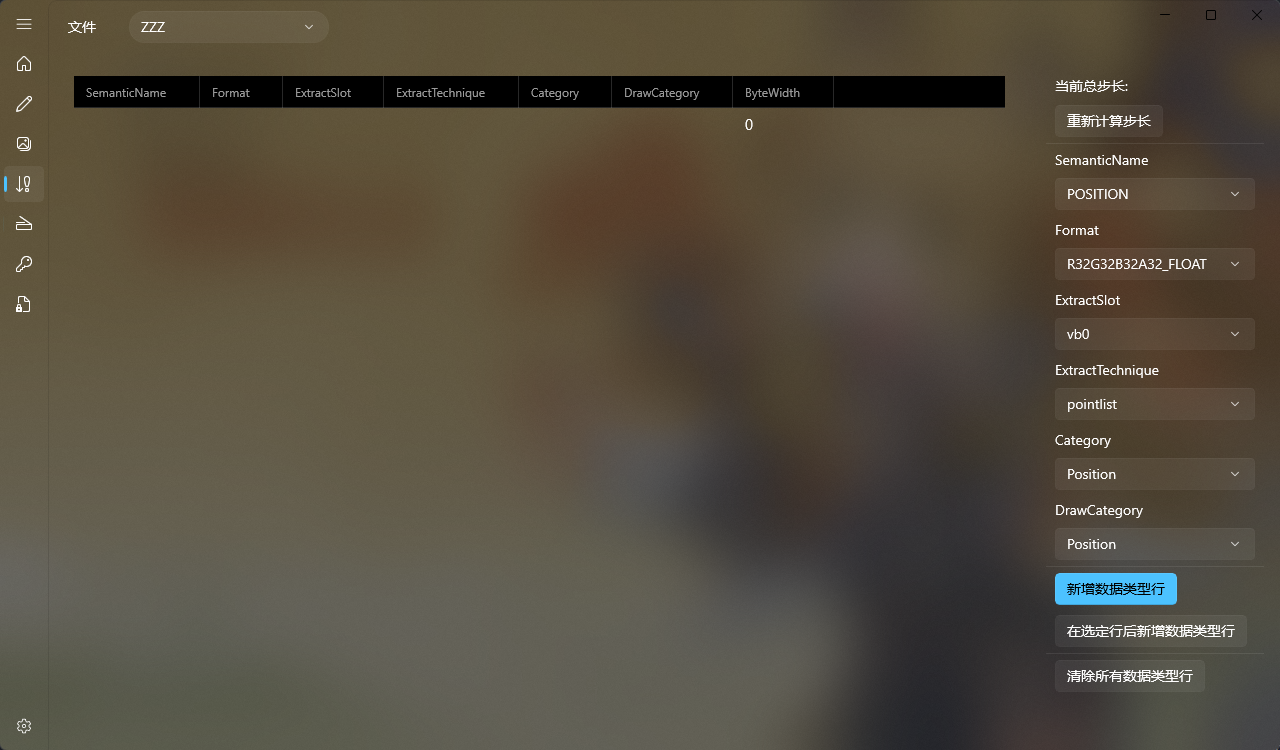 文件
ZZZ
SemanticName Format ExtractSlot ExtractTechnique Category DrawCategory ByteWidth
0
当前总步长:
重新计算步长
SemanticName
POSITION
Format
R32G32B32A32_FLOAT
ExtractSlot
vb0
ExtractTechnique
pointlist
Category
Position
DrawCategory
Position
新增数据类型行
在选定行后新增数据类型行
清除所有数据类型行